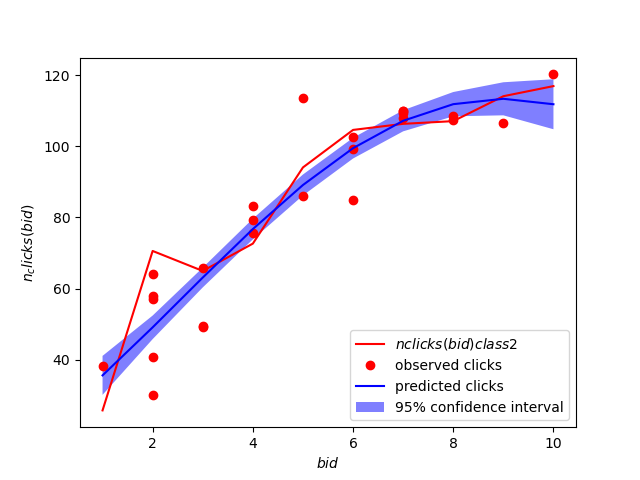 120
100
80
60
40
n_clicks(bid)
2
4
6
8
10
bid
nclicks(bid)class2
observed clicks
predicted clicks
95% confidence interval